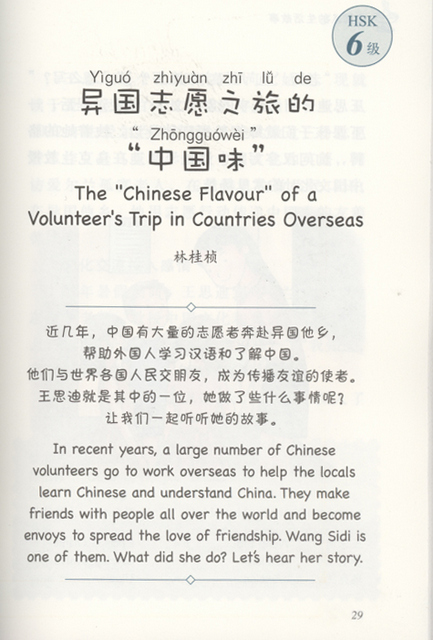 HSK
6级
Yìguó zhìyuàn zhī lǚ de
异国志愿之旅的
“ Zhōngguówèi ”
“中国味”
The "Chinese Flavour" of a
Volunteer's Trip in Countries Overseas
林桂桢
近几年，中国有大量的志愿者奔赴异国他乡，
帮助外国人学习汉语和了解中国。
他们与世界各国人民交朋友，成为传播友谊的使者。
王思迪就是其中的一位，她做了些什么事情呢？
让我们一起听听她的故事。
In recent years, a large number of Chinese
volunteers go to work overseas to help the locals
learn Chinese and understand China. They make
friends with people all over the world and become
envoys to spread the love of friendship. Wang Sidi is
one of them. What did she do? Let's hear her story.
29